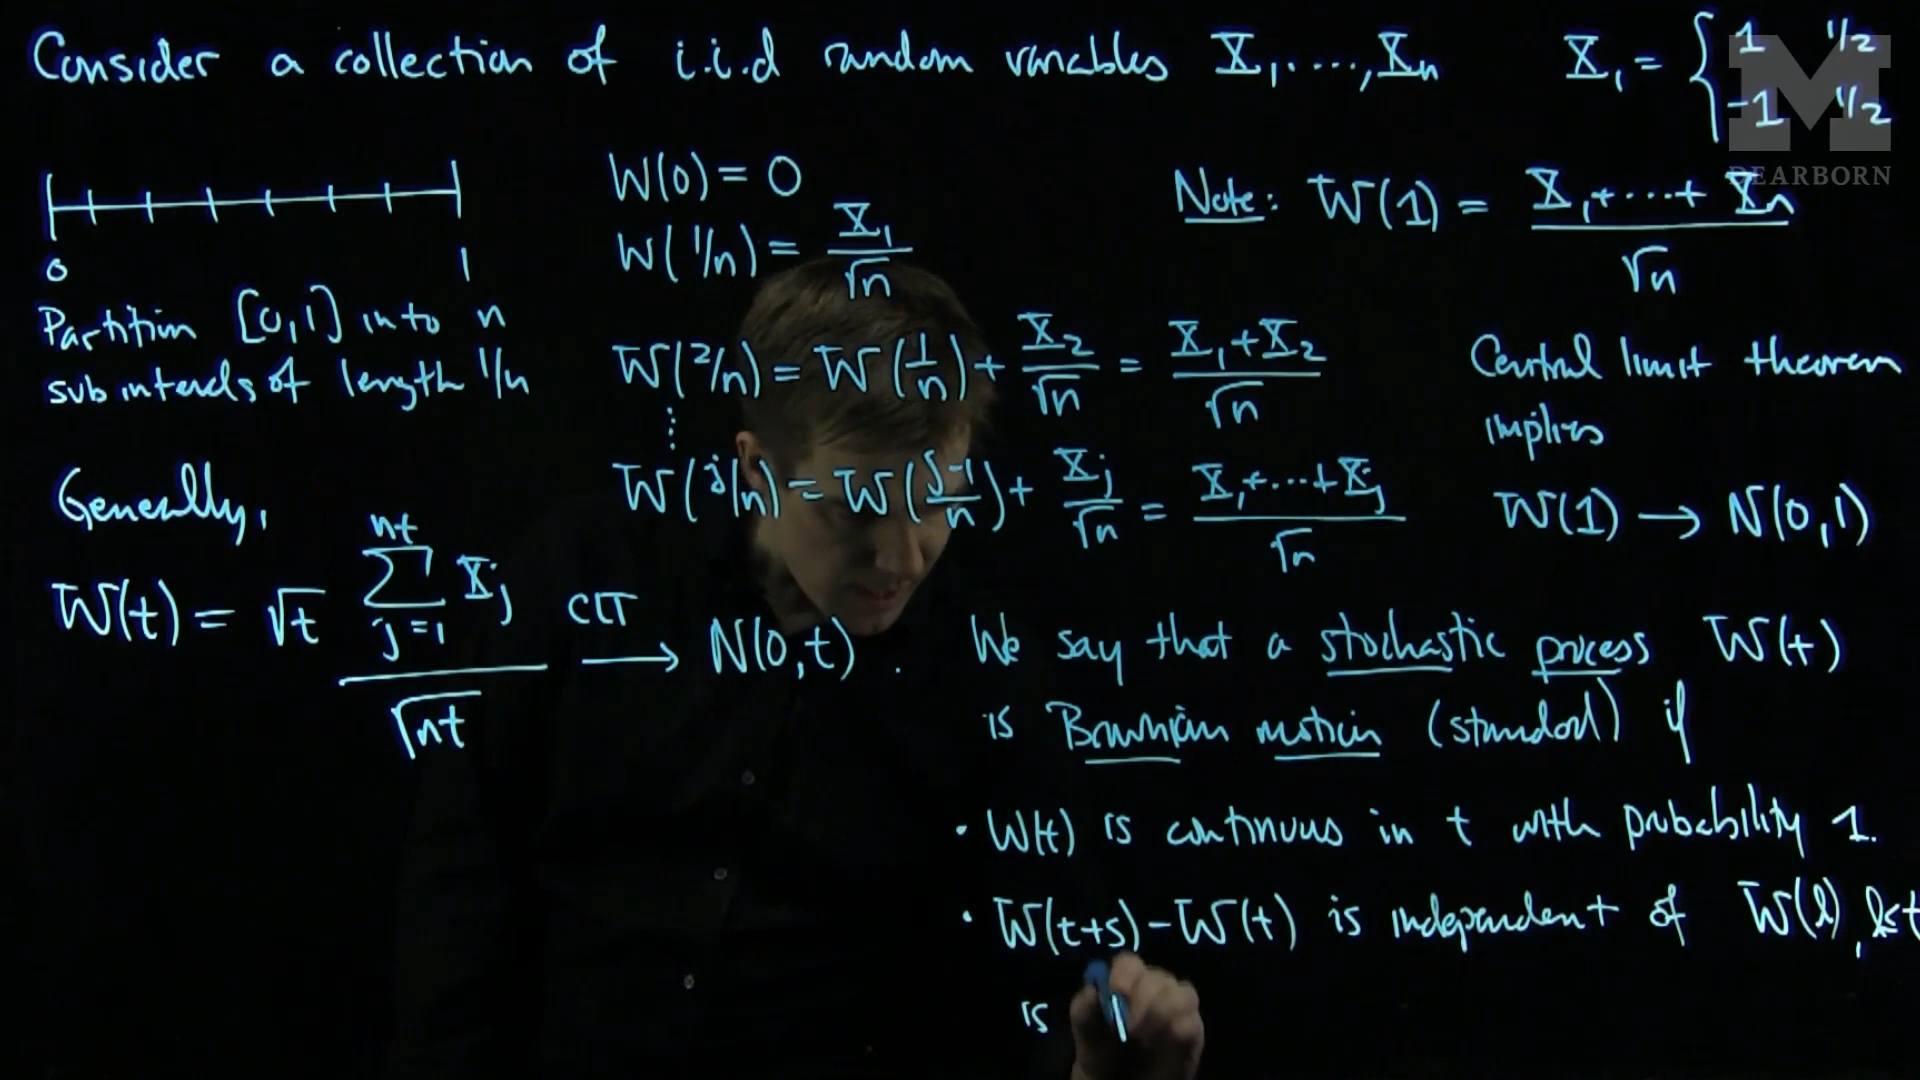 Consider a collection of i.i.d random variables X₁,...,Xn X₁ = { 1 1/2
-1 1/2
M
DEARBORN
0 1
Partition [0,1] into n
subintervals of length 1/n
W(0) = 0
W(1/n) = X₁/√n
W(2/n) = W(1/n) + X₂/√n = (X₁+X₂)/√n
⋮
W(j/n) = W((j-1)/n) + Xj/√n = (X₁+...+Xj)/√n
Note: W(1) = (X₁+...+Xn)/√n
Central limit theorem
implies
W(1) → N(0,1)
Generally,
W(t) = √t (∑_{j=1}^{nt} Xj)/√nt CLT → N(0,t).
We say that a stochastic process W(t)
is Brownian motion (standard) if
• W(t) is continuous in t with probability 1.
• W(t+s)-W(t) is independent of W(l), l≤t
is